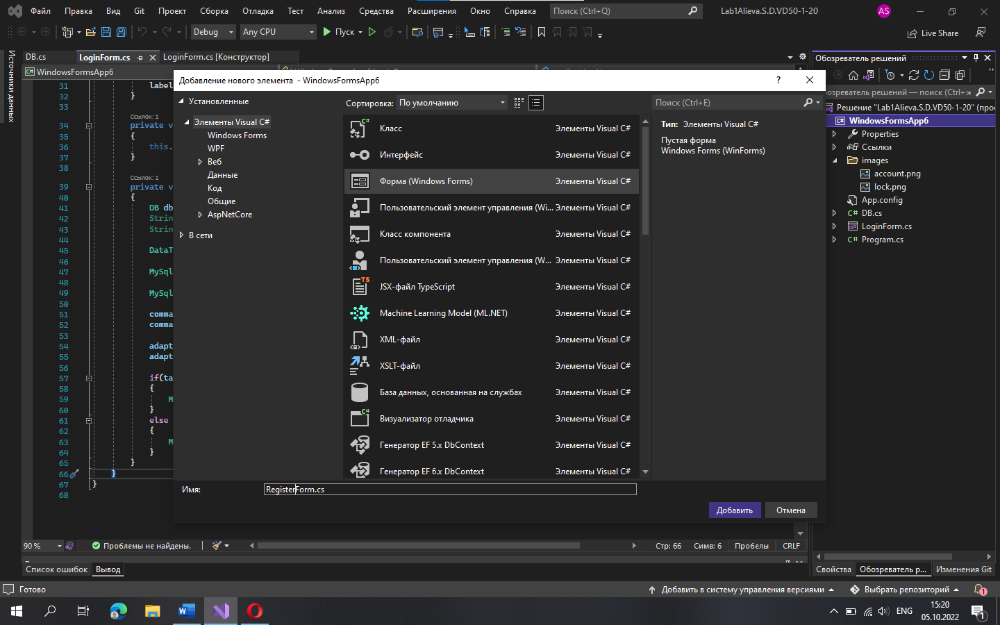 Файл Правка Вид Git Проект Сборка Отладка Тест Анализ Средства Расширения Окно Справка Поиск (Ctrl+Q) Lab1Alieva.S.D.VD50-1-20 AS
Debug Any CPU Пуск Live Share
Источники данных
DB.cs LoginForm.cs LoginForm.cs [Конструктор]
WindowsFormsApp6
Обозреватель решений
Добавление нового элемента - WindowsFormsApp6 ?
Установленные
Сортировка: По умолчанию
Поиск (Ctrl+E)
Элементы Visual C#
Windows Forms
WPF
Веб
Данные
Код
Общие
AspNetCore
В сети
Класс Элементы Visual C#
Интерфейс Элементы Visual C#
Форма (Windows Forms) Элементы Visual C#
Пользовательский элемент управления (Wi... Элементы Visual C#
Класс компонента Элементы Visual C#
Пользовательский элемент управления (W... Элементы Visual C#
JSX-файл TypeScript Элементы Visual C#
Machine Learning Model (ML.NET) Элементы Visual C#
XML-файл Элементы Visual C#
XSLT-файл Элементы Visual C#
База данных, основанная на службах Элементы Visual C#
Визуализатор отладчика Элементы Visual C#
Генератор EF 5.x DbContext Элементы Visual C#
Генератор EF 6.x DbContext Элементы Visual C#
Тип: Элементы Visual C#
Пустая форма
Windows Forms (WinForms)
Имя: RegisterForm.cs
Добавить Отмена
31 label
32 }
33
Ссылок: 1
34 private v
35 {
36 this.
37 }
38
Ссылок: 1
39 private v
40 {
41 DB db
42 Strin
43 Strin
44
45 DataT
46
47 MySql
48
49 MySql
50
51 comma
52 comma
53
54 adapt
55 adapt
56
57 if(ta
58 {
59 M
60 }
61 else
62 {
63 M
64 }
65 }
66 }
67 }
68
озреватель решений — поиск (Ctrl+ж
Решение "Lab1Alieva.S.D.VD50-1-20" (прое
C# WindowsFormsApp6
Properties
Ссылки
images
account.png
lock.png
App.config
C# DB.cs
LoginForm.cs
C# Program.cs
90 % Проблемы не найдены. Стр: 66 Симв: 6 Пробелы CRLF
Список ошибок Вывод
Свойства Обозреватель р... Изменения Git
Готово Добавить в систему управления версиями Выбрать репозиторий 1
ENG 15:20
05.10.2022 1